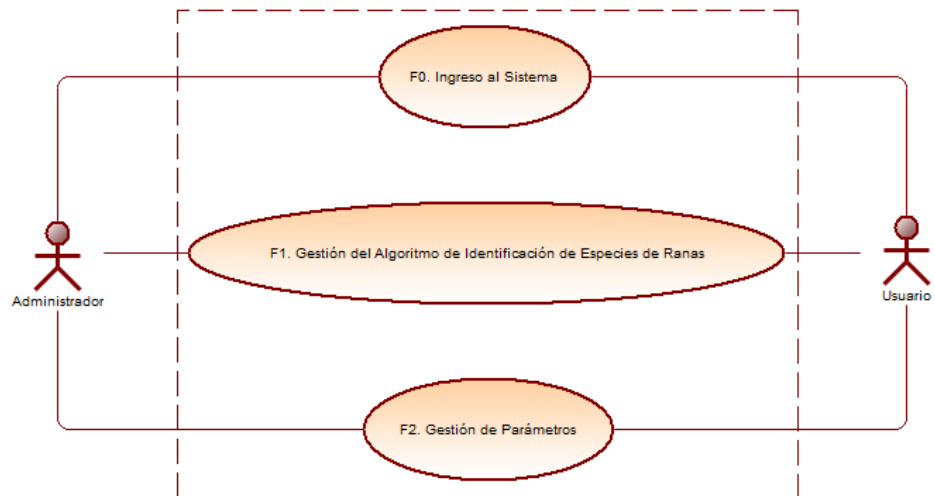 F0. Ingreso al Sistema
F1. Gestión del Algoritmo de Identificación de Especies de Ranas
Administrador
Usuario
F2. Gestión de Parámetros